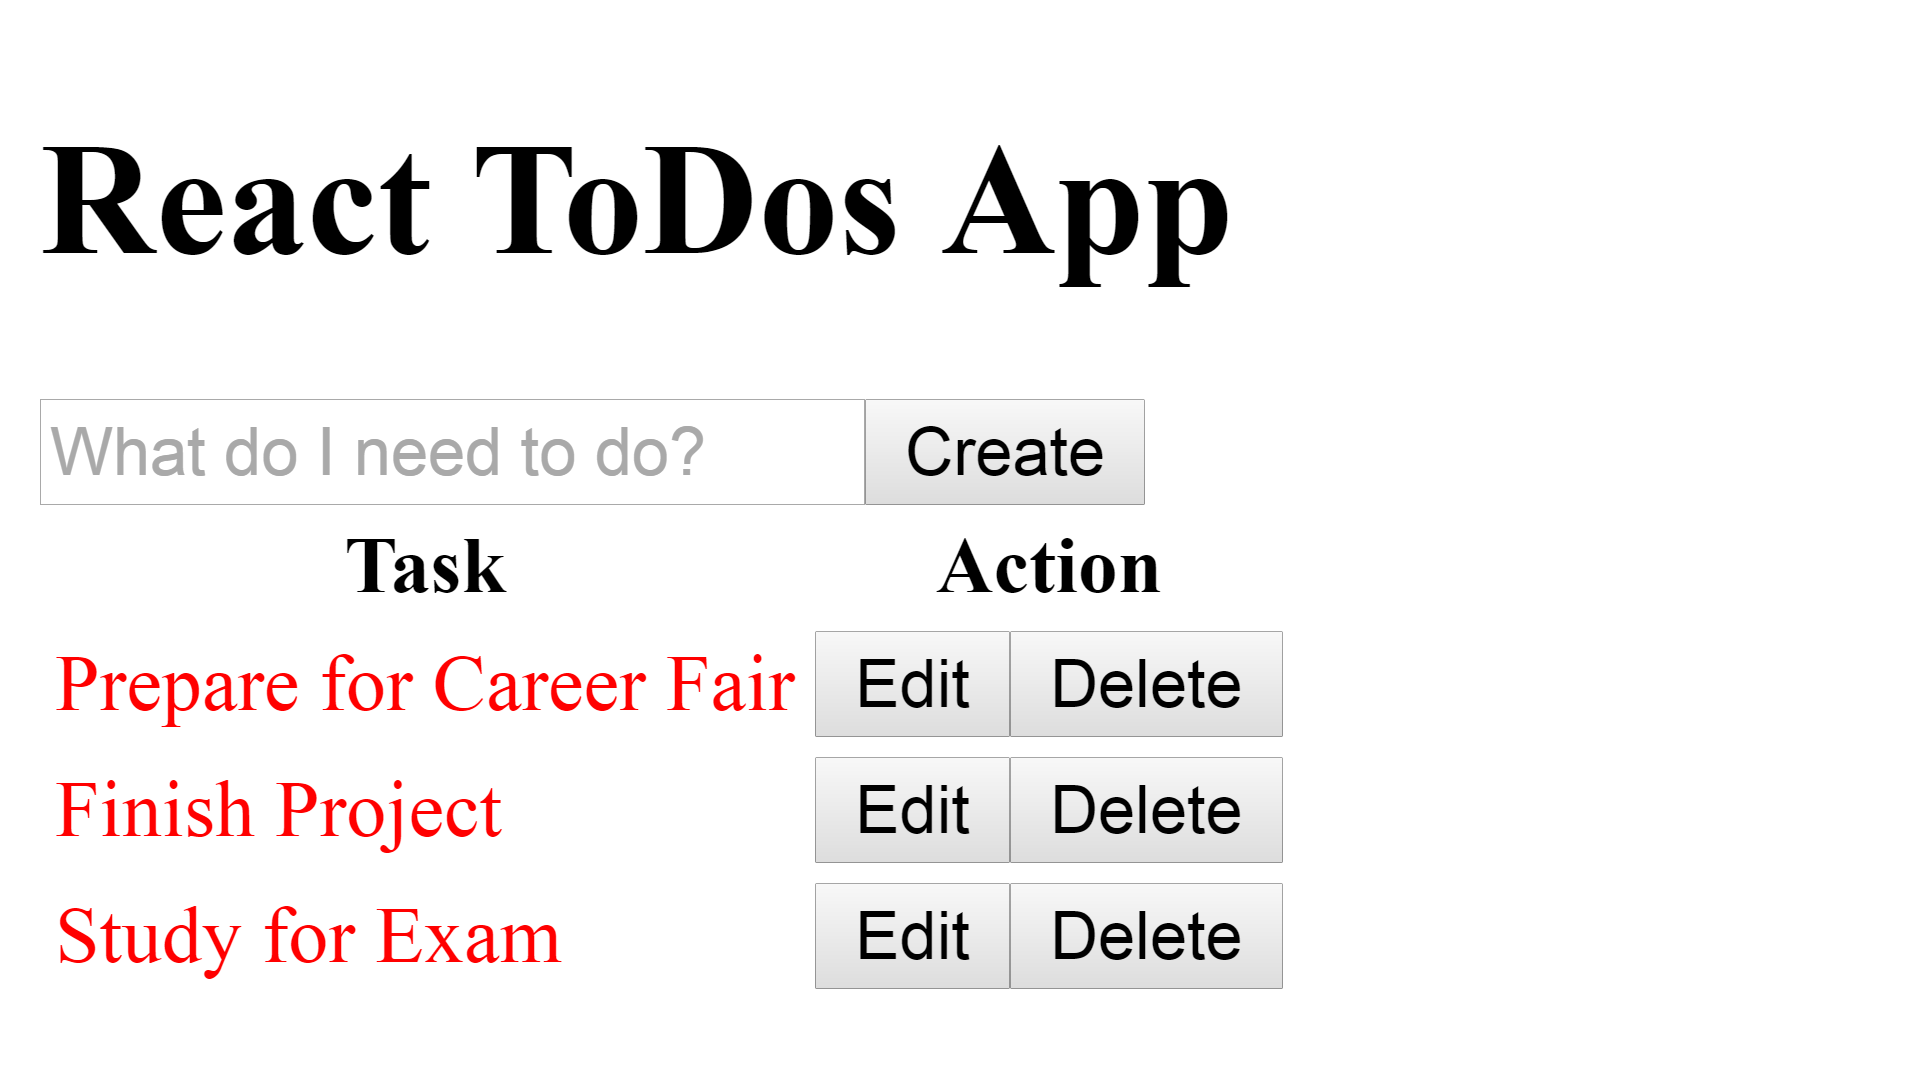 React ToDos App
What do I need to do? Create
Task Action
Prepare for Career Fair Edit Delete
Finish Project Edit Delete
Study for Exam Edit Delete